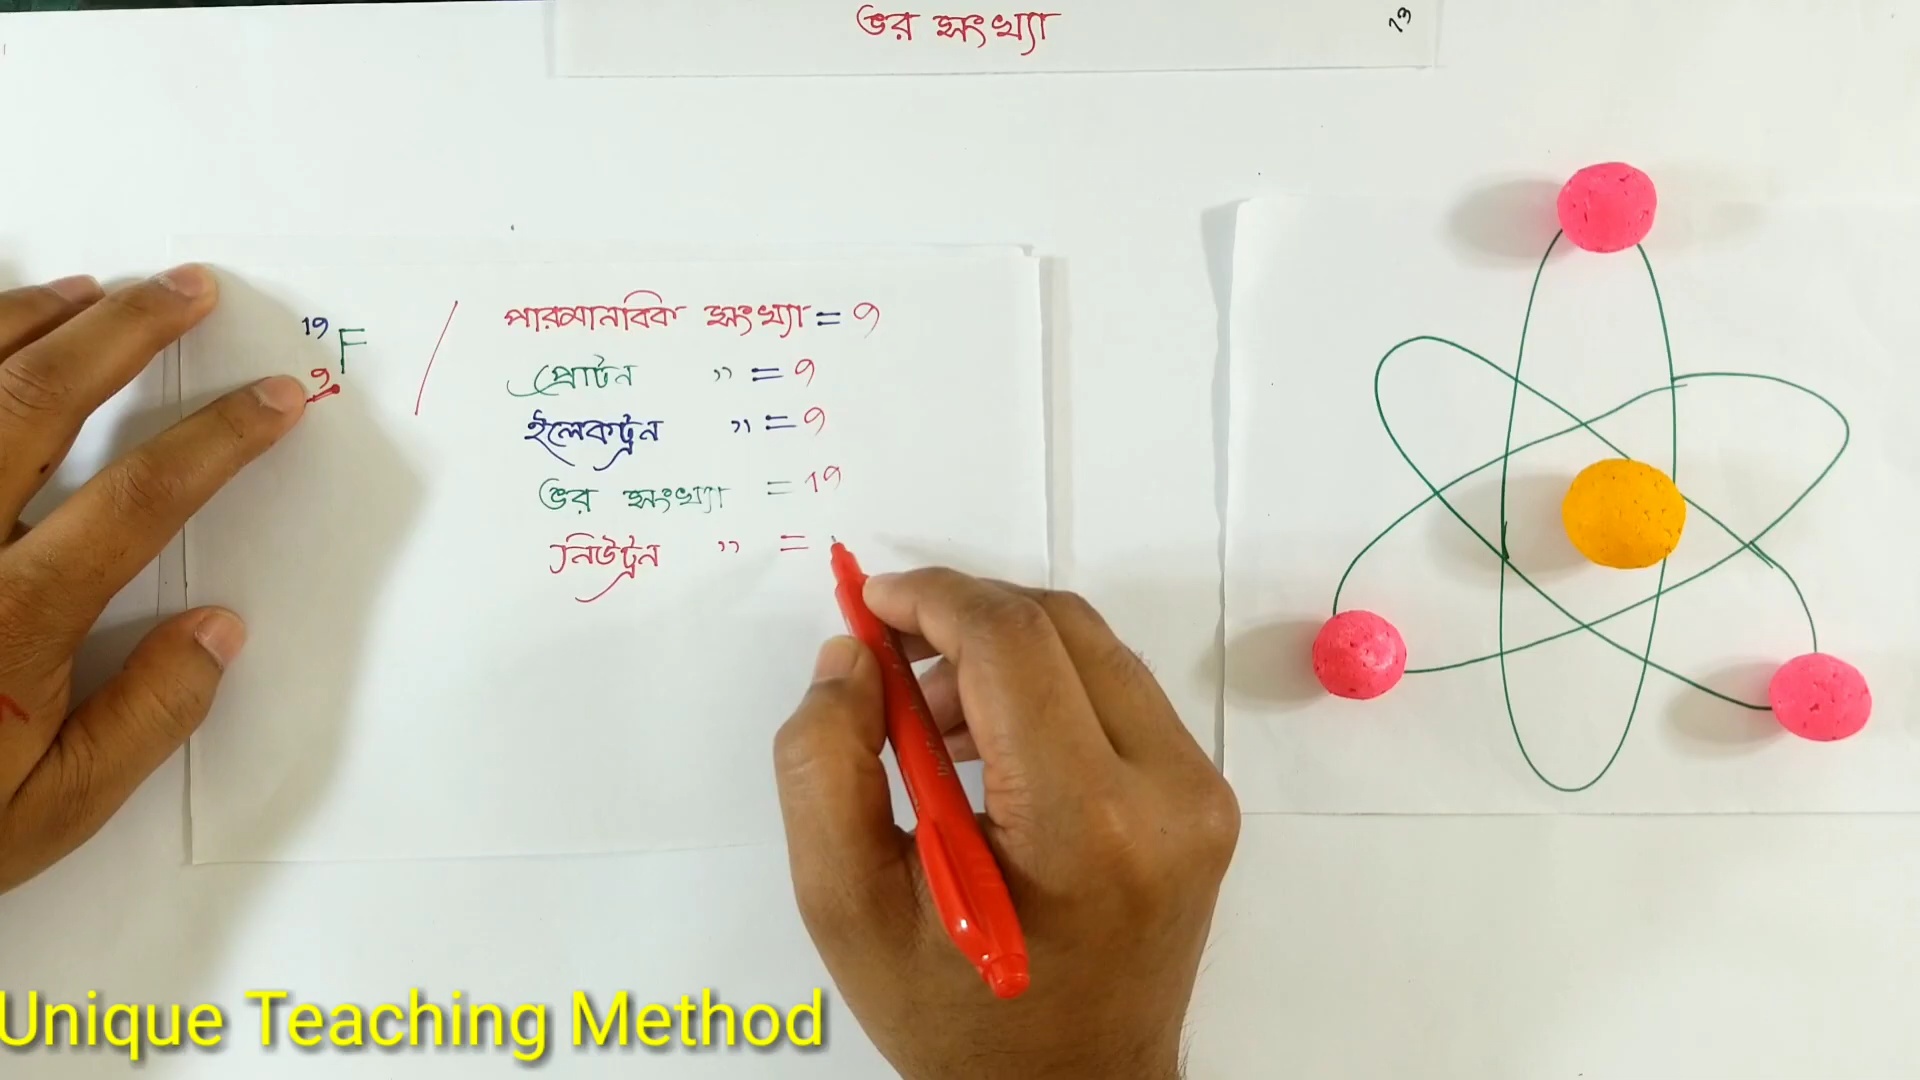 ভর সংখ্যা
13
19
F
9
পারমানবিক সংখ্যা = 9
প্রোটন " = 9
ইলেকট্রন " = 9
ভর সংখ্যা = 19
নিউট্রন " =
Unique Teaching Method